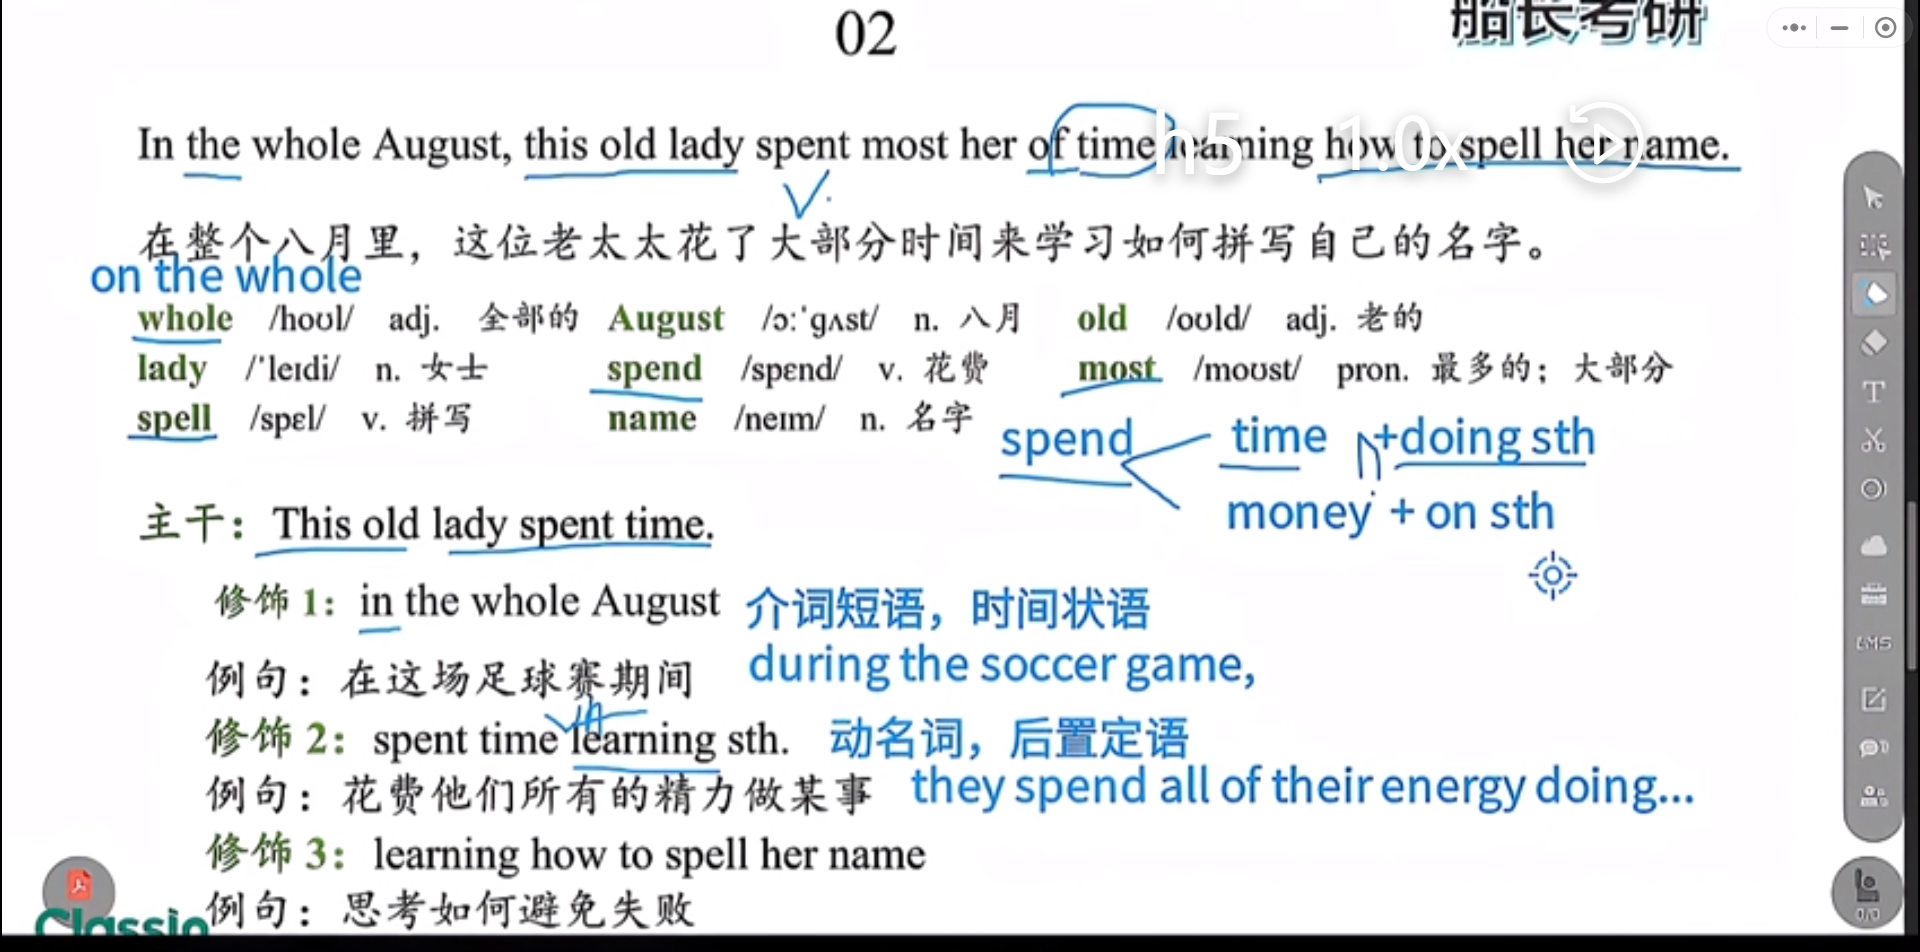 02
船长考研
In the whole August, this old lady spent most her of time learning how to spell her name.
h5 1.0x
在整个八月里，这位老太太花了大部分时间来学习如何拼写自己的名字。
on the whole
whole /hoʊl/ adj. 全部的 August /ɔːˈɡʌst/ n. 八月 old /oʊld/ adj. 老的
lady /ˈleɪdi/ n. 女士 spend /spɛnd/ v. 花费 most /moʊst/ pron. 最多的；大部分
spell /spɛl/ v. 拼写 name /neɪm/ n. 名字
spend time +doing sth
money + on sth
主干：This old lady spent time.
修饰 1：in the whole August 介词短语，时间状语
例句：在这场足球赛期间 during the soccer game,
修饰 2：spent time learning sth. 动名词，后置定语
例句：花费他们所有的精力做某事 they spend all of their energy doing...
修饰 3：learning how to spell her name
例句：思考如何避免失败
Classin
T
EMS
0/0